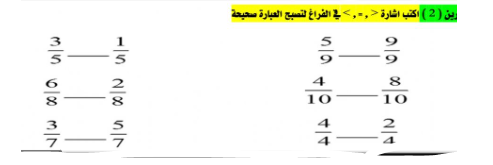 رين ( 2 ) اكتب اشارة < , = , > في الفراغ لتصبح العبارة صحيحة
3/5 ___ 1/5    5/9 ___ 9/9
6/8 ___ 2/8    4/10 ___ 8/10
3/7 ___ 5/7    4/4 ___ 2/4